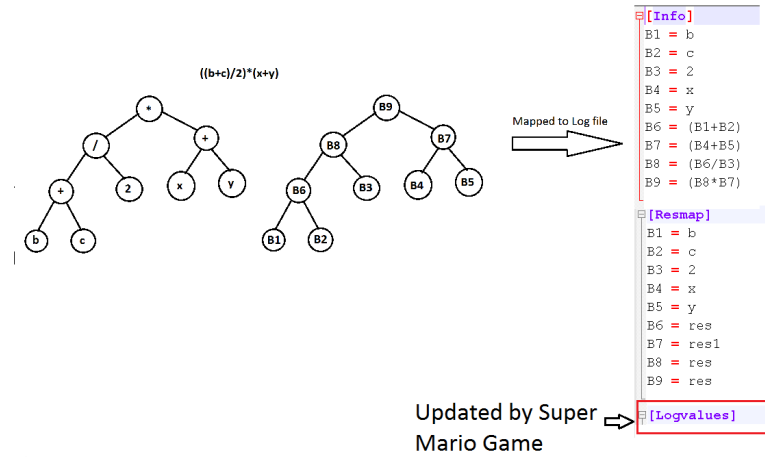 ((b+c)/2)*(x+y)
*
/
+
+
2
x
y
b
c
B9
B8
B7
B6
B3
B4
B5
B1
B2
Mapped to Log file
[Info]
B1 = b
B2 = c
B3 = 2
B4 = x
B5 = y
B6 = (B1+B2)
B7 = (B4+B5)
B8 = (B6/B3)
B9 = (B8*B7)
[Resmap]
B1 = b
B2 = c
B3 = 2
B4 = x
B5 = y
B6 = res
B7 = res1
B8 = res
B9 = res
[Logvalues]
Updated by Super
Mario Game